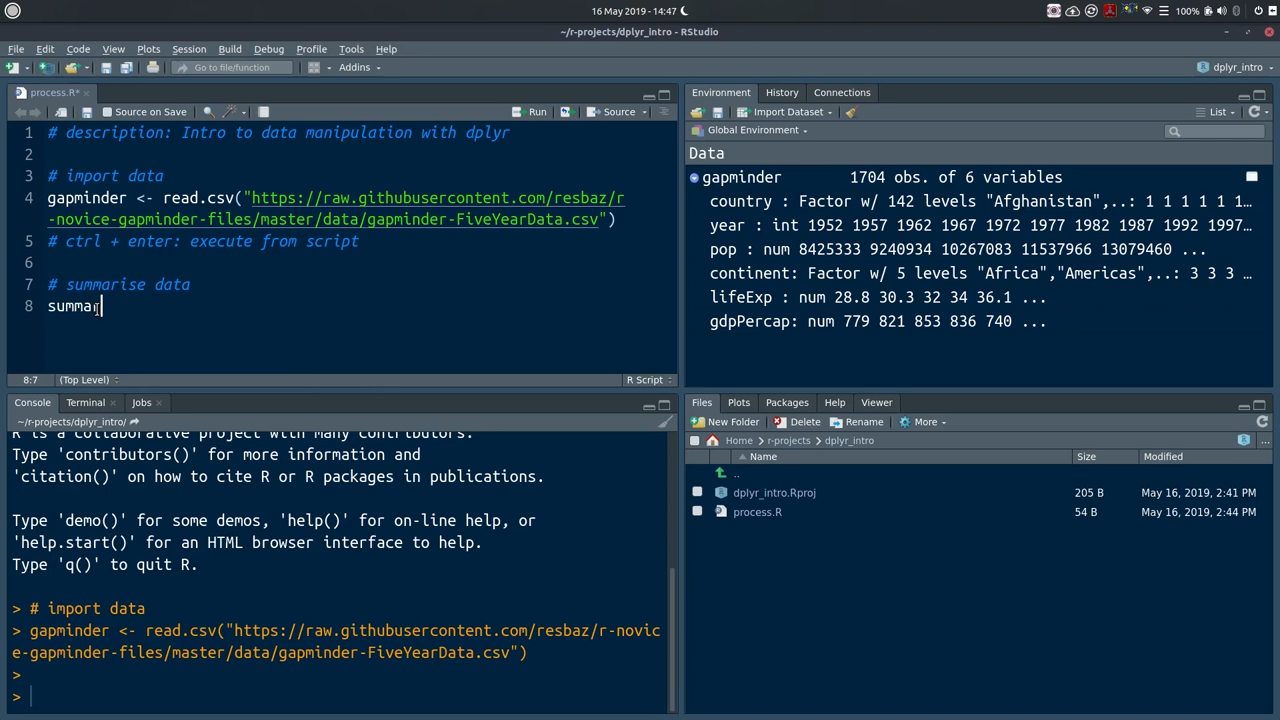 16 May 2019 - 14:47
100%
~/r-projects/dplyr_intro - RStudio
File Edit Code View Plots Session Build Debug Profile Tools Help
Go to file/function Addins dplyr_intro
process.R*
Source on Save Run Source
1 # description: Intro to data manipulation with dplyr
2
3 # import data
4 gapminder <- read.csv("https://raw.githubusercontent.com/resbaz/r
-novice-gapminder-files/master/data/gapminder-FiveYearData.csv")
5 # ctrl + enter: execute from script
6
7 # summarise data
8 summar
8:7 (Top Level) R Script
Console Terminal Jobs
~/r-projects/dplyr_intro/
R is a collaborative project with many contributors.
Type 'contributors()' for more information and
'citation()' on how to cite R or R packages in publications.
Type 'demo()' for some demos, 'help()' for on-line help, or
'help.start()' for an HTML browser interface to help.
Type 'q()' to quit R.
> # import data
> gapminder <- read.csv("https://raw.githubusercontent.com/resbaz/r-novic
e-gapminder-files/master/data/gapminder-FiveYearData.csv")
>
>
Environment History Connections
Import Dataset List
Global Environment
Data
gapminder 1704 obs. of 6 variables
country : Factor w/ 142 levels "Afghanistan",..: 1 1 1 1 1 1…
year : int 1952 1957 1962 1967 1972 1977 1982 1987 1992 1997…
pop : num 8425333 9240934 10267083 11537966 13079460 ...
continent: Factor w/ 5 levels "Africa","Americas",..: 3 3 3 …
lifeExp : num 28.8 30.3 32 34 36.1 ...
gdpPercap: num 779 821 853 836 740 ...
Files Plots Packages Help Viewer
New Folder Delete Rename More
Home r-projects dplyr_intro ...
Name Size Modified
..
dplyr_intro.Rproj 205 B May 16, 2019, 2:41 PM
process.R 54 B May 16, 2019, 2:44 PM